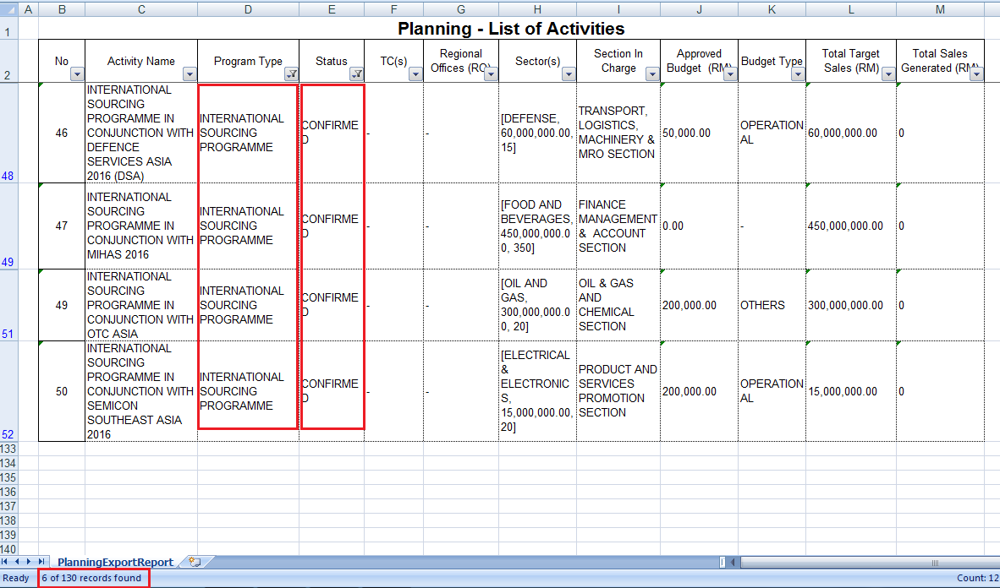 A B C D E F G H I J K L M
1 Planning - List of Activities
2 No Activity Name Program Type Status TC(s) Regional Offices (RO) Sector(s) Section In Charge Approved Budget (RM) Budget Type Total Target Sales (RM) Total Sales Generated (RM)
48
46
INTERNATIONAL
SOURCING
PROGRAMME IN
CONJUNCTION WITH
DEFENCE
SERVICES ASIA
2016 (DSA)
INTERNATIONAL
SOURCING
PROGRAMME
CONFIRME
D
-
-
[DEFENSE,
60,000,000.00,
15]
TRANSPORT,
LOGISTICS,
MACHINERY &
MRO SECTION
50,000.00
OPERATION
AL
60,000,000.00
0
49
47
INTERNATIONAL
SOURCING
PROGRAMME IN
CONJUNCTION WITH
MIHAS 2016
INTERNATIONAL
SOURCING
PROGRAMME
CONFIRME
D
-
-
[FOOD AND
BEVERAGES,
450,000,000.0
0, 350]
FINANCE
MANAGEMENT
& ACCOUNT
SECTION
0.00
-
450,000,000.00
0
51
49
INTERNATIONAL
SOURCING
PROGRAMME IN
CONJUNCTION WITH
OTC ASIA
INTERNATIONAL
SOURCING
PROGRAMME
CONFIRME
D
-
-
[OIL AND
GAS,
300,000,000.0
0, 20]
OIL & GAS
AND
CHEMICAL
SECTION
200,000.00
OTHERS
300,000,000.00
0
52
50
INTERNATIONAL
SOURCING
PROGRAMME IN
CONJUNCTION WITH
SEMICON
SOUTHEAST ASIA
2016
INTERNATIONAL
SOURCING
PROGRAMME
CONFIRME
D
-
-
[ELECTRICAL
&
ELECTRONIC
S,
15,000,000.00,
20]
PRODUCT AND
SERVICES
PROMOTION
SECTION
200,000.00
OPERATION
AL
15,000,000.00
0
133
134
135
136
137
138
139
140
PlanningExportReport
Ready 6 of 130 records found Count: 12